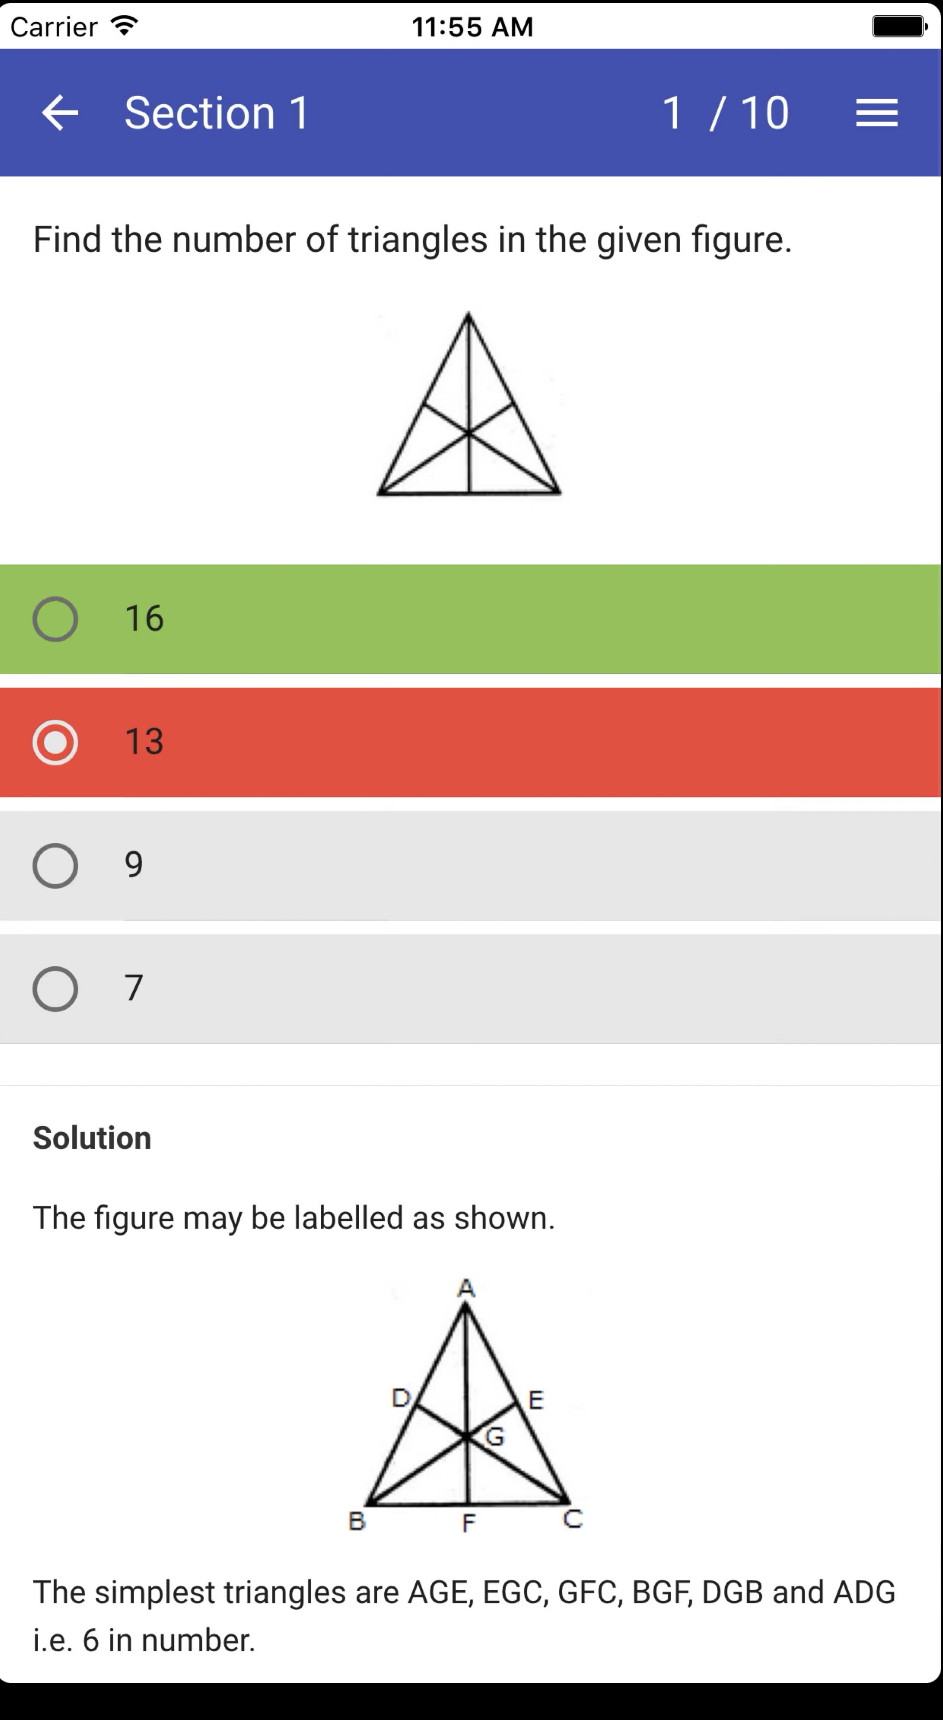 Carrier 11:55 AM
Section 1 1 / 10
Find the number of triangles in the given figure.
16
13
9
7
Solution
The figure may be labelled as shown.
A
D E
G
B F C
The simplest triangles are AGE, EGC, GFC, BGF, DGB and ADG
i.e. 6 in number.